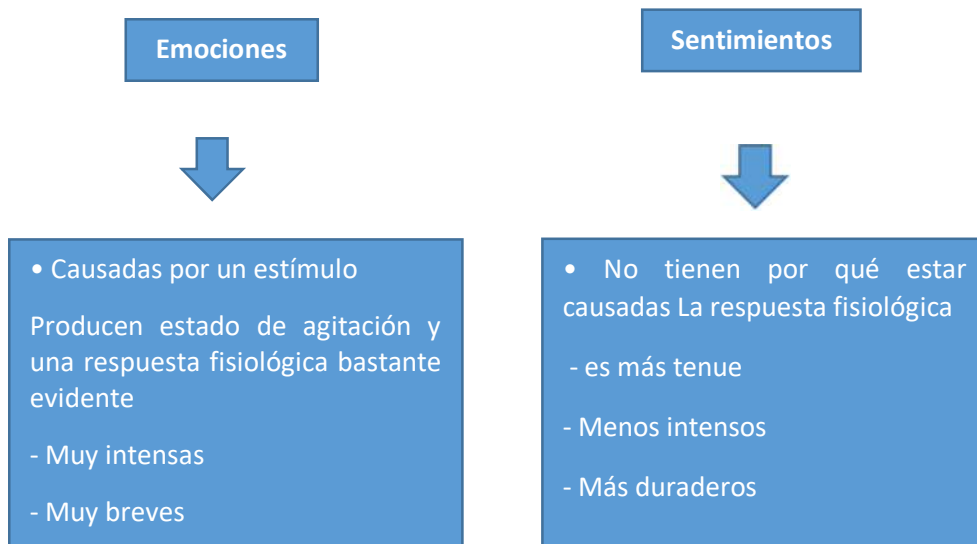 Emociones
Sentimientos
• Causadas por un estímulo
Producen estado de agitación y
una respuesta fisiológica bastante
evidente
- Muy intensas
- Muy breves
• No tienen por qué estar
causadas La respuesta fisiológica
- es más tenue
- Menos intensos
- Más duraderos